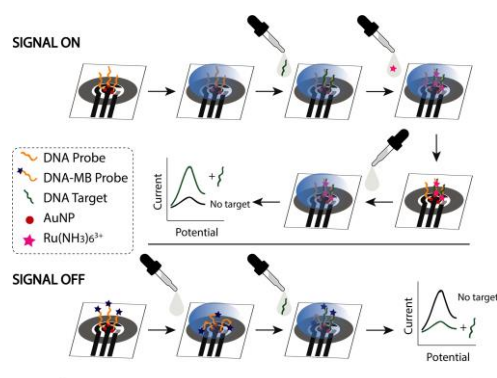 SIGNAL ON
DNA Probe
DNA-MB Probe
DNA Target
AuNP
Ru(NH3)6³⁺
Current
+
No target
Potential
SIGNAL OFF
Current
No target
+
Potential